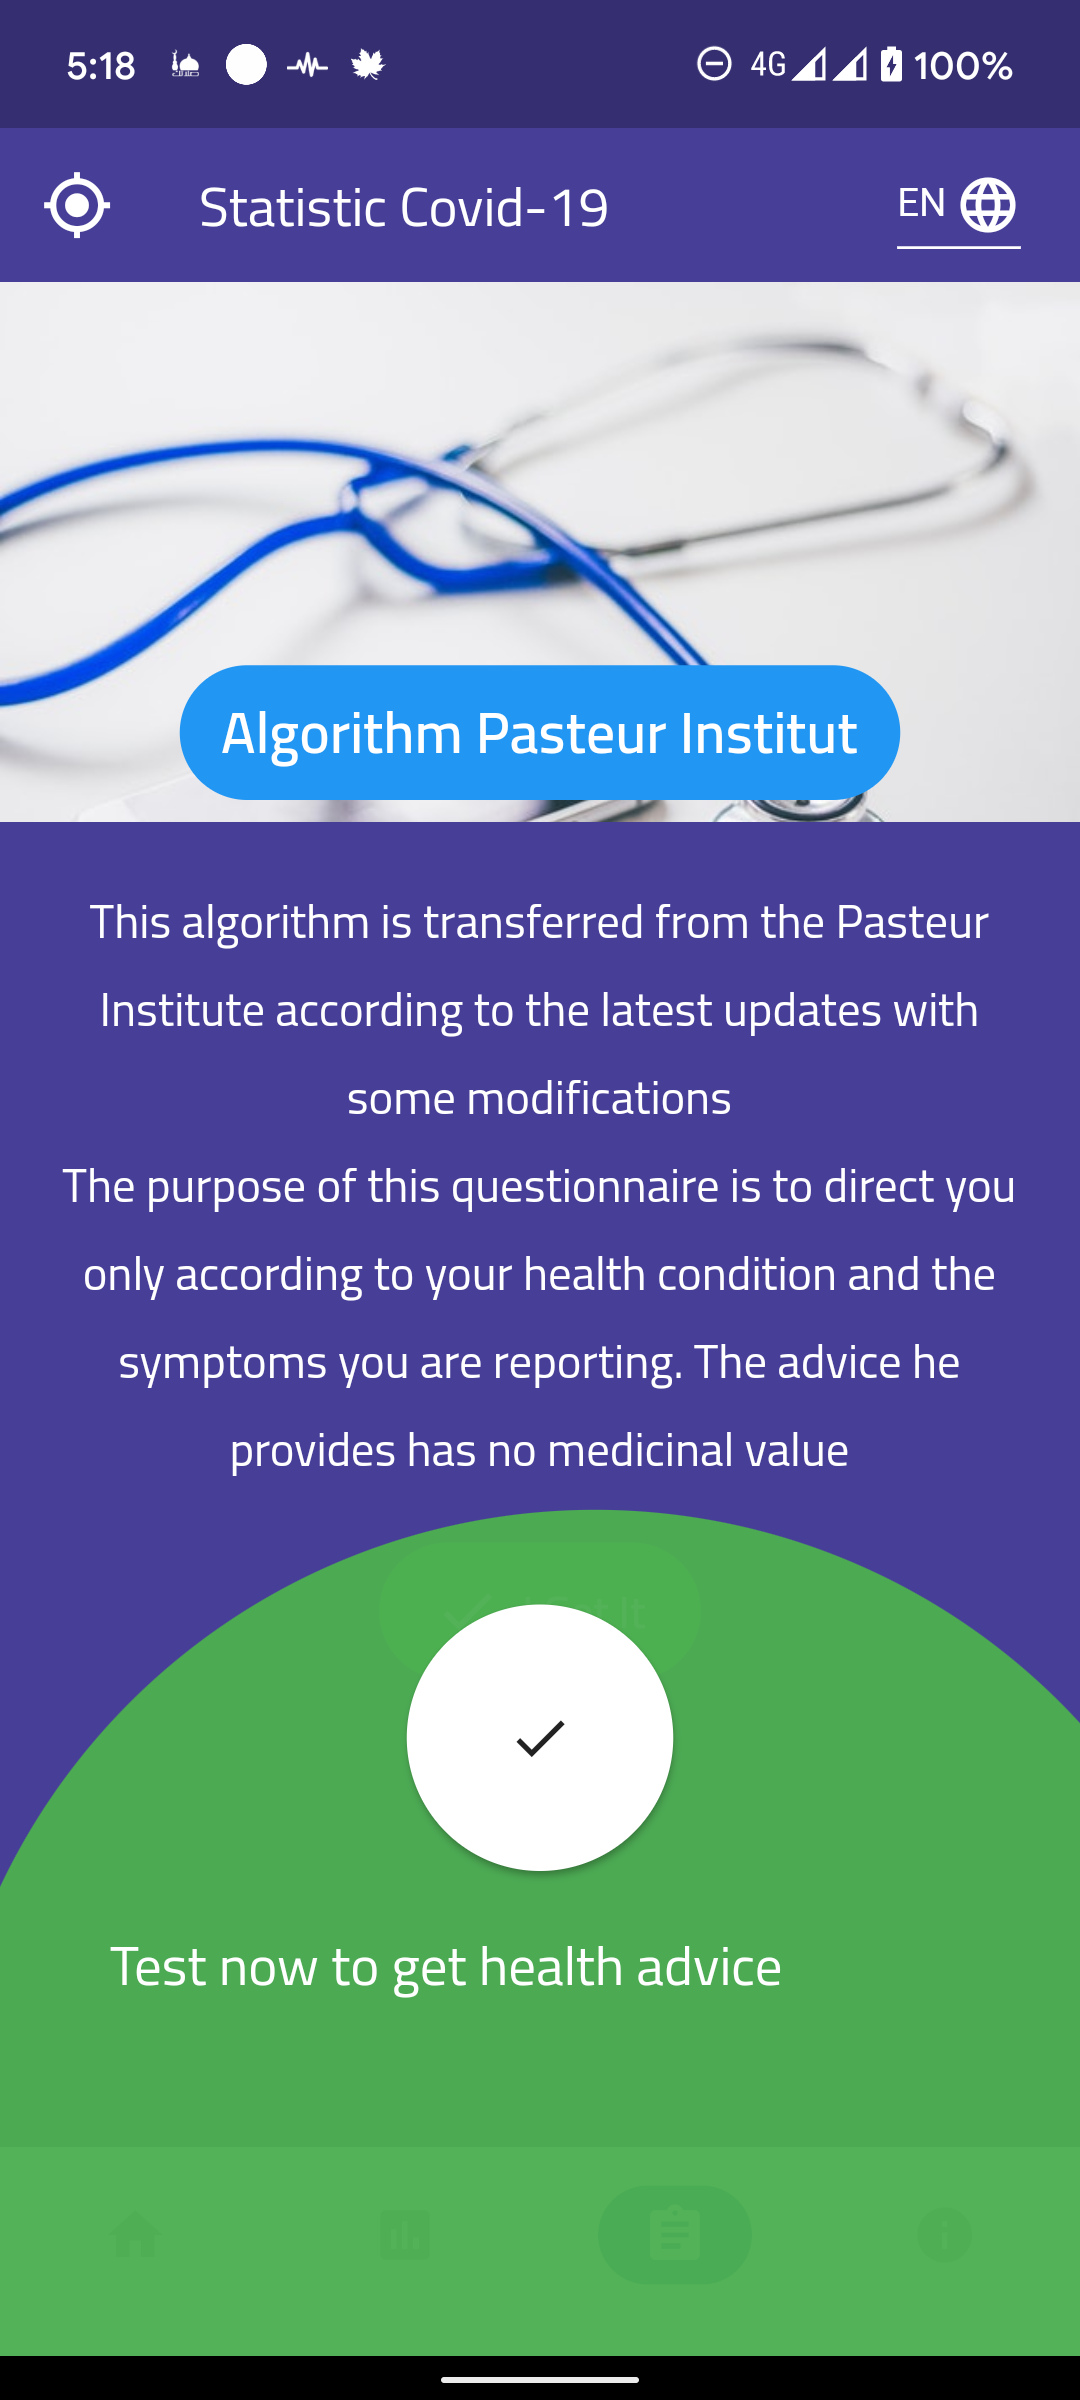 5:18
4G
100%
Statistic Covid-19
EN
Algorithm Pasteur Institut
This algorithm is transferred from the Pasteur
Institute according to the latest updates with
some modifications
The purpose of this questionnaire is to direct you
only according to your health condition and the
symptoms you are reporting. The advice he
provides has no medicinal value
It
Test now to get health advice